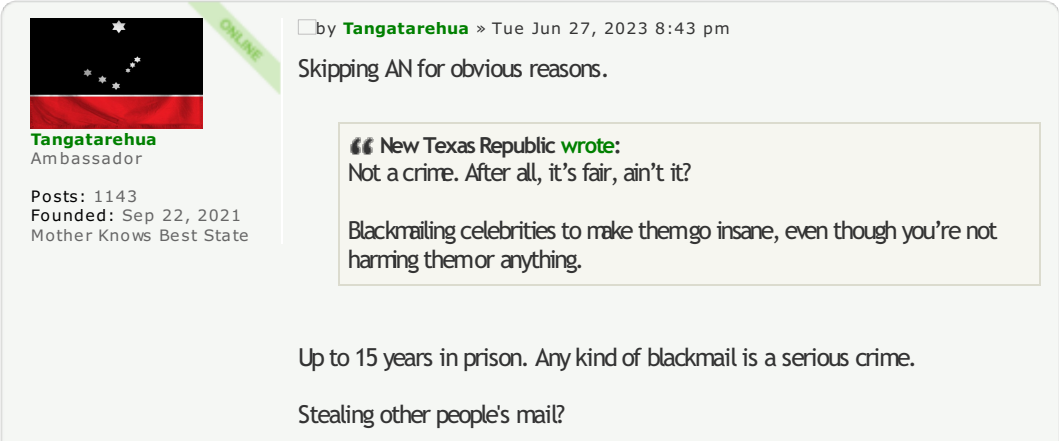 ONLINE
Tangatarehua
Ambassador
Posts: 1143
Founded: Sep 22, 2021
Mother Knows Best State
by Tangatarehua » Tue Jun 27, 2023 8:43 pm
Skipping AN for obvious reasons.
New Texas Republic wrote:
Not a crime. After all, it’s fair, ain’t it?
Blackmailing celebrities to make them go insane, even though you’re not
harming them or anything.
Up to 15 years in prison. Any kind of blackmail is a serious crime.
Stealing other people's mail?